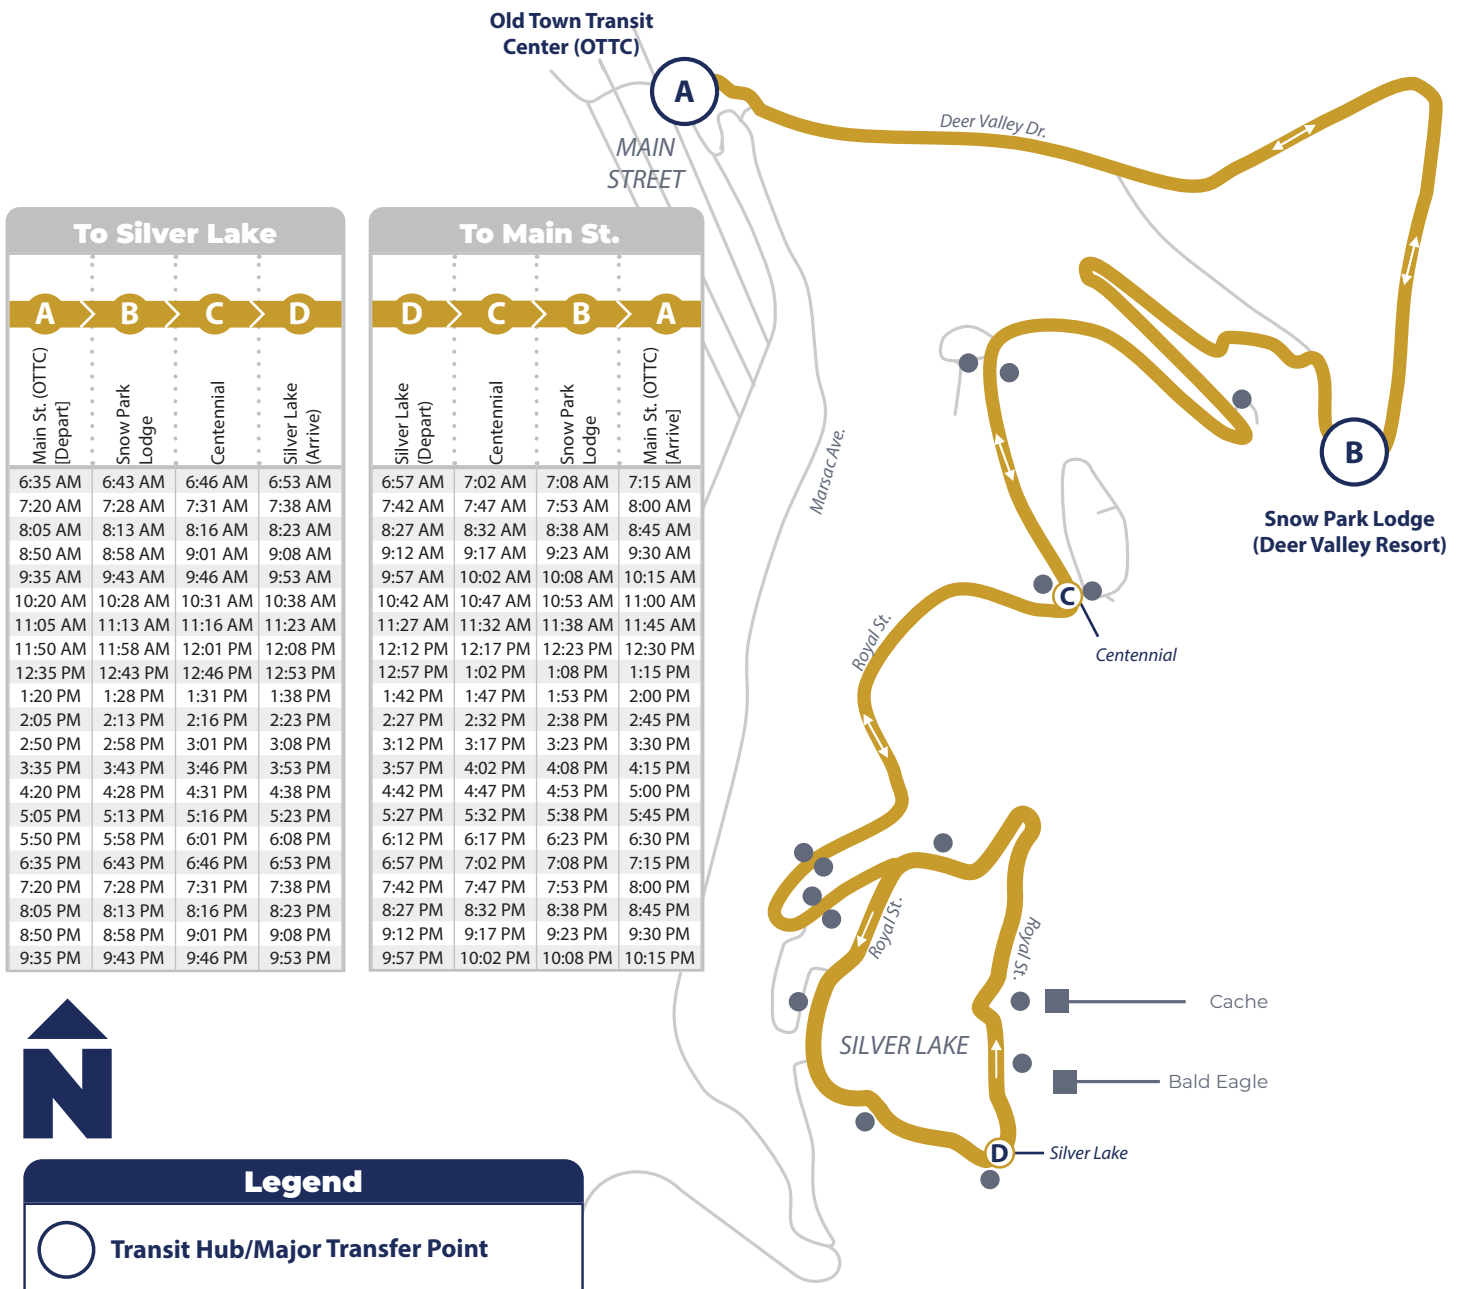 Old Town Transit
Center (OTTC)
A
MAIN
STREET
Deer Valley Dr.
To Silver Lake
A B C D
Main St. (OTTC)
[Depart]
Snow Park
Lodge
Centennial
Silver Lake
(Arrive)
6:35 AM 6:43 AM 6:46 AM 6:53 AM
7:20 AM 7:28 AM 7:31 AM 7:38 AM
8:05 AM 8:13 AM 8:16 AM 8:23 AM
8:50 AM 8:58 AM 9:01 AM 9:08 AM
9:35 AM 9:43 AM 9:46 AM 9:53 AM
10:20 AM 10:28 AM 10:31 AM 10:38 AM
11:05 AM 11:13 AM 11:16 AM 11:23 AM
11:50 AM 11:58 AM 12:01 PM 12:08 PM
12:35 PM 12:43 PM 12:46 PM 12:53 PM
1:20 PM 1:28 PM 1:31 PM 1:38 PM
2:05 PM 2:13 PM 2:16 PM 2:23 PM
2:50 PM 2:58 PM 3:01 PM 3:08 PM
3:35 PM 3:43 PM 3:46 PM 3:53 PM
4:20 PM 4:28 PM 4:31 PM 4:38 PM
5:05 PM 5:13 PM 5:16 PM 5:23 PM
5:50 PM 5:58 PM 6:01 PM 6:08 PM
6:35 PM 6:43 PM 6:46 PM 6:53 PM
7:20 PM 7:28 PM 7:31 PM 7:38 PM
8:05 PM 8:13 PM 8:16 PM 8:23 PM
8:50 PM 8:58 PM 9:01 PM 9:08 PM
9:35 PM 9:43 PM 9:46 PM 9:53 PM
To Main St.
D C B A
Silver Lake
(Depart)
Centennial
Snow Park
Lodge
Main St. (OTTC)
[Arrive]
6:57 AM 7:02 AM 7:08 AM 7:15 AM
7:42 AM 7:47 AM 7:53 AM 8:00 AM
8:27 AM 8:32 AM 8:38 AM 8:45 AM
9:12 AM 9:17 AM 9:23 AM 9:30 AM
9:57 AM 10:02 AM 10:08 AM 10:15 AM
10:42 AM 10:47 AM 10:53 AM 11:00 AM
11:27 AM 11:32 AM 11:38 AM 11:45 AM
12:12 PM 12:17 PM 12:23 PM 12:30 PM
12:57 PM 1:02 PM 1:08 PM 1:15 PM
1:42 PM 1:47 PM 1:53 PM 2:00 PM
2:27 PM 2:32 PM 2:38 PM 2:45 PM
3:12 PM 3:17 PM 3:23 PM 3:30 PM
3:57 PM 4:02 PM 4:08 PM 4:15 PM
4:42 PM 4:47 PM 4:53 PM 5:00 PM
5:27 PM 5:32 PM 5:38 PM 5:45 PM
6:12 PM 6:17 PM 6:23 PM 6:30 PM
6:57 PM 7:02 PM 7:08 PM 7:15 PM
7:42 PM 7:47 PM 7:53 PM 8:00 PM
8:27 PM 8:32 PM 8:38 PM 8:45 PM
9:12 PM 9:17 PM 9:23 PM 9:30 PM
9:57 PM 10:02 PM 10:08 PM 10:15 PM
Marsac Ave.
B
Snow Park Lodge
(Deer Valley Resort)
C
Centennial
Royal St.
Royal St.
Royal St.
Cache
SILVER LAKE
Bald Eagle
D
Silver Lake
N
Legend
Transit Hub/Major Transfer Point